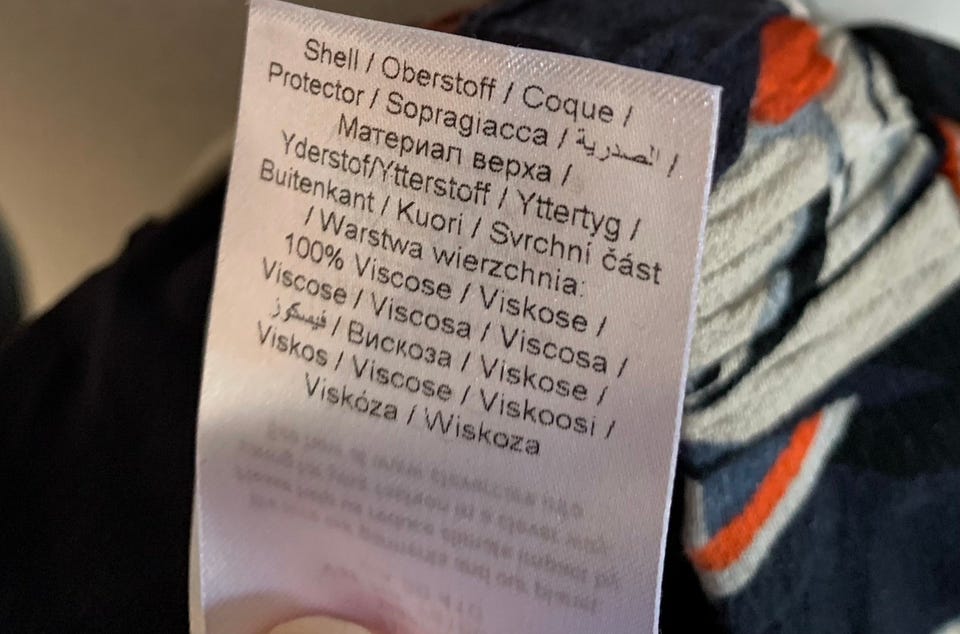 Shell / Oberstoff / Coque /
Protector / Sopragiacca / الصدرية /
Материал верха /
Yderstof/Ytterstoff / Yttertyg /
Buitenkant / Kuori / Svrchní část
/ Warstwa wierzchnia:
100% Viscose / Viskose /
Viscose / Viscosa / Viscosa /
فيسكوز / Вискоза / Viskose /
Viskos / Viscose / Viskoosi /
Viskóza / Wiskoza